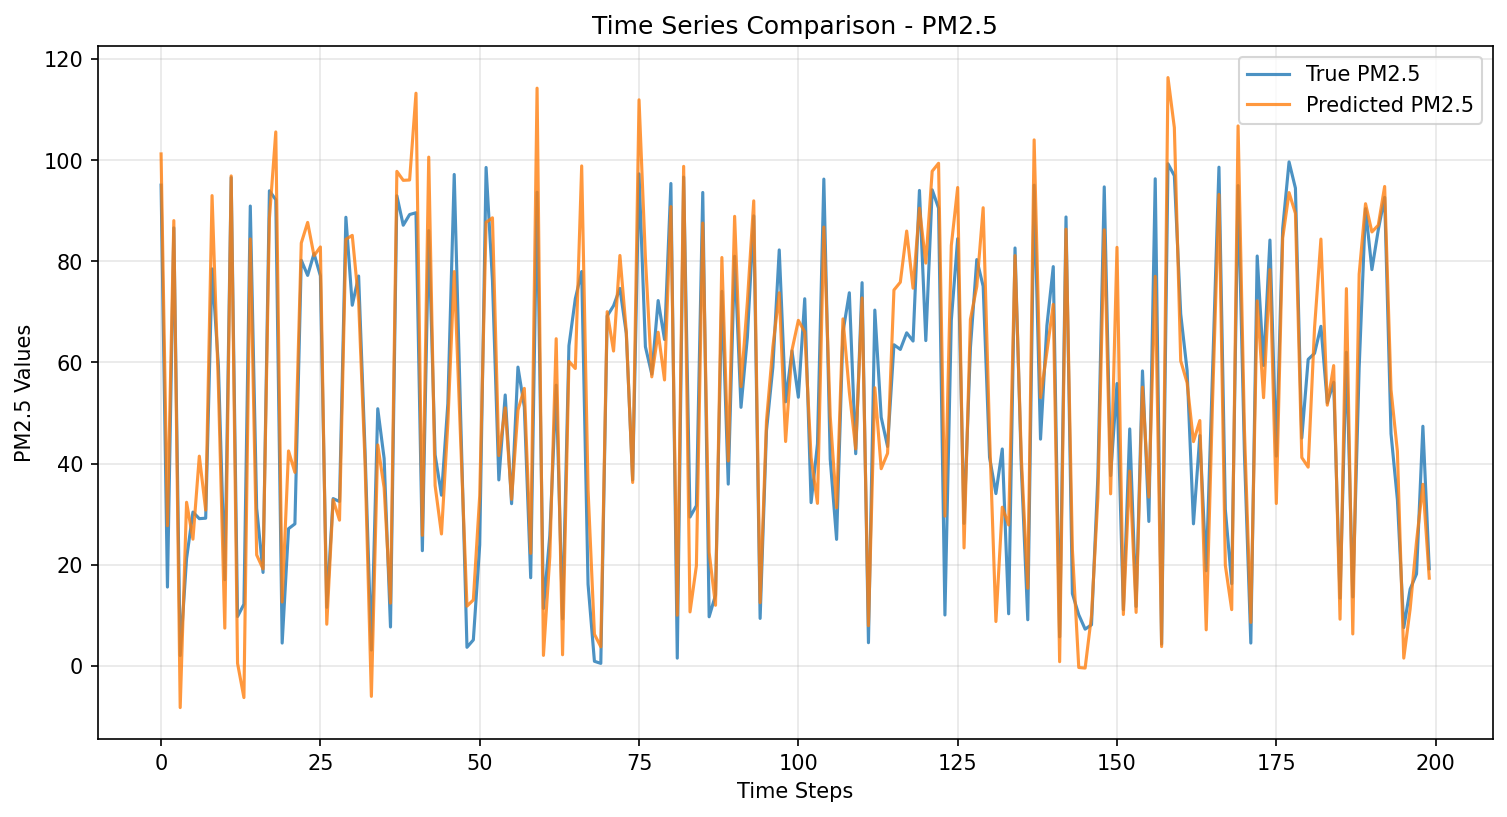 Time Series Comparison - PM2.5
True PM2.5
Predicted PM2.5
PM2.5 Values
120
100
80
60
40
20
0
0 25 50 75 100 125 150 175 200
Time Steps